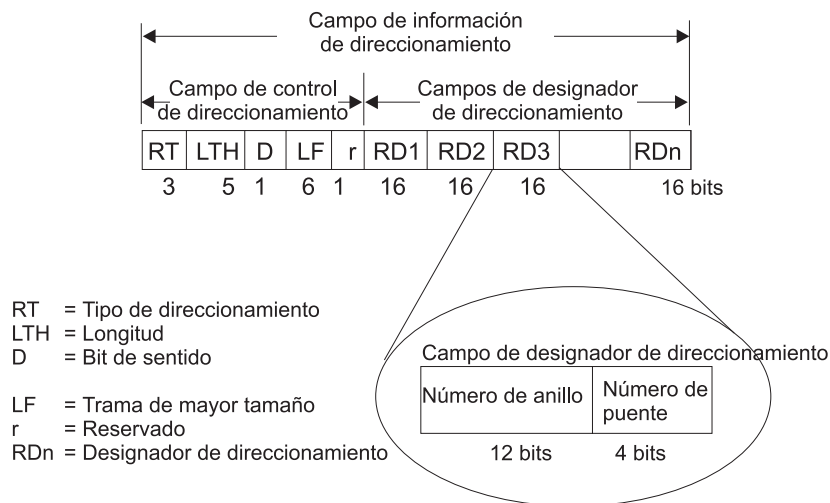 Campo de información
de direccionamiento
Campo de control
de direccionamiento
Campos de designador
de direccionamiento
RT LTH D LF r RD1 RD2 RD3 RDn
3 5 1 6 1 16 16 16 16 bits
RT = Tipo de direccionamiento
LTH = Longitud
D = Bit de sentido
LF = Trama de mayor tamaño
r = Reservado
RDn = Designador de direccionamiento
Campo de designador de direccionamiento
Número de anillo
Número de
puente
12 bits 4 bits